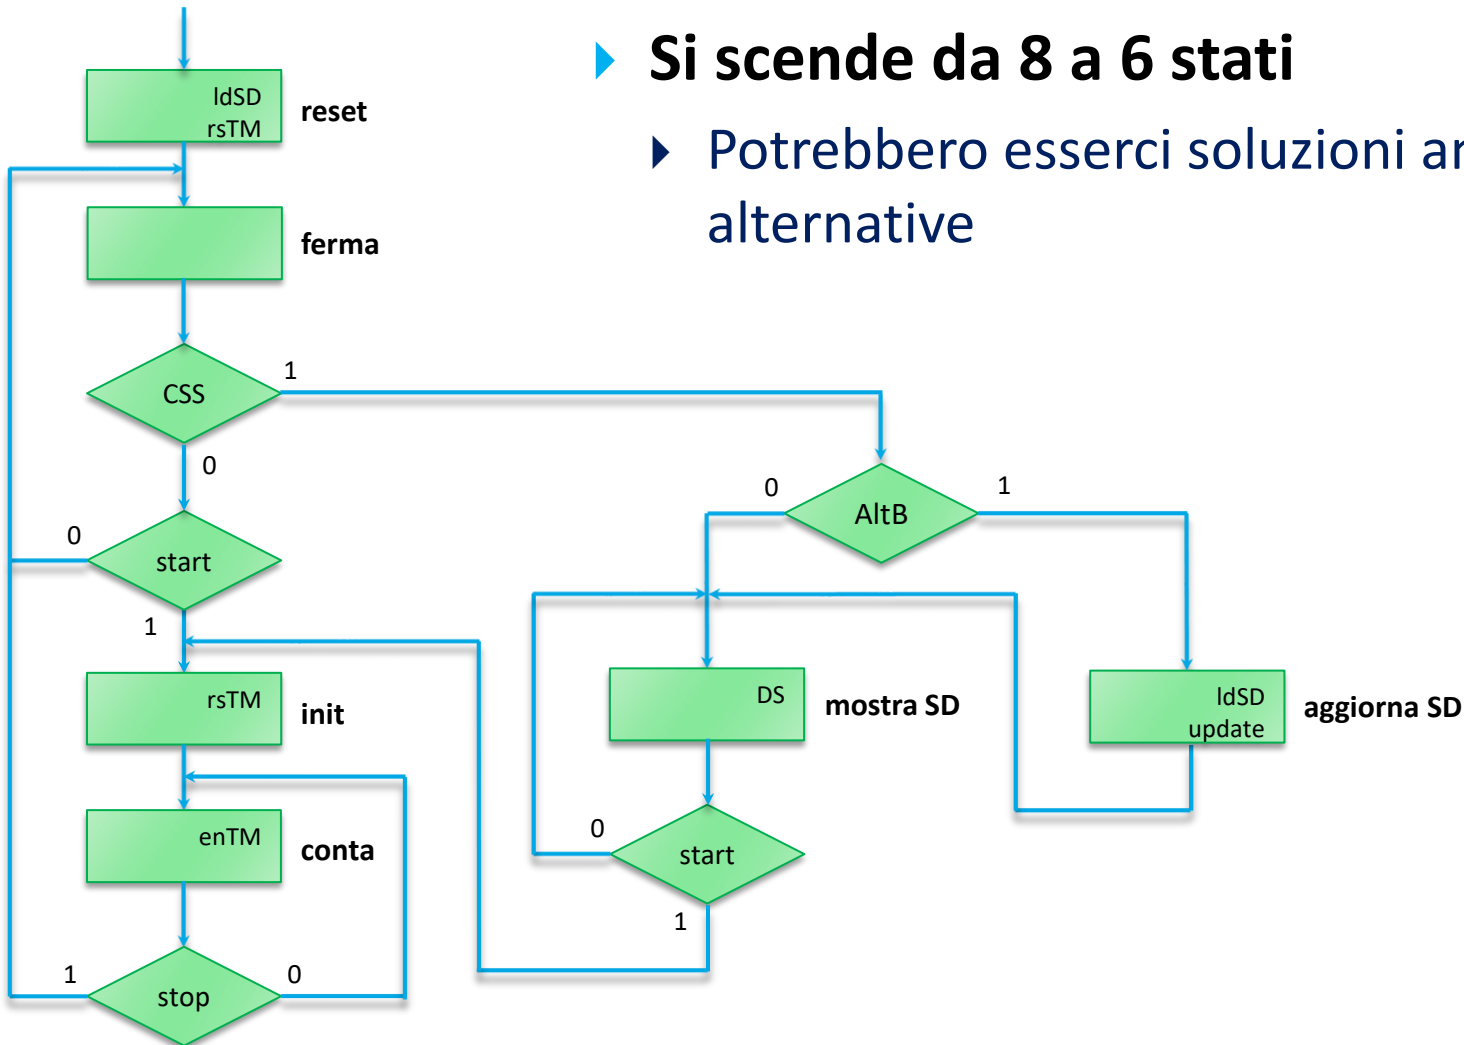 Si scende da 8 a 6 stati
Potrebbero esserci soluzioni
alternative
ldSD
rsTM
reset
ferma
CSS
1
0
0
start
1
rsTM
init
enTM
conta
1
stop
0
0
AltB
1
DS
mostra SD
0
start
1
ldSD
update
aggiorna SD